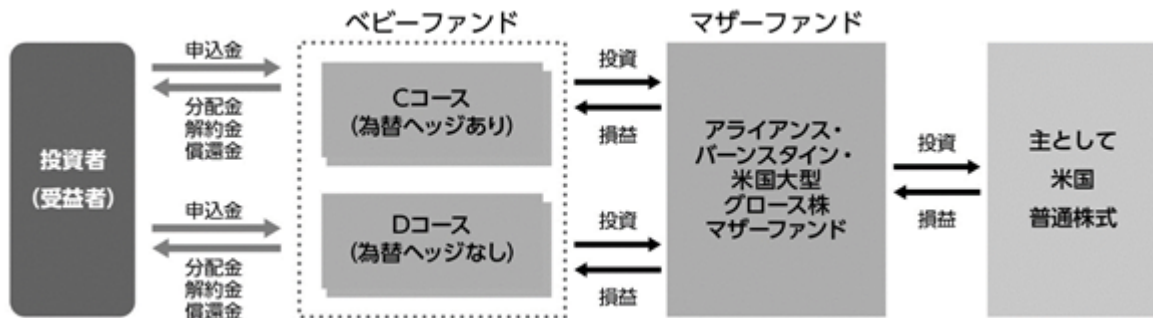 ベビーファンド
マザーファンド
投資者
(受益者)
申込金
分配金
解約金
償還金
申込金
分配金
解約金
償還金
Cコース
(為替ヘッジあり)
Dコース
(為替ヘッジなし)
投資
損益
投資
損益
アライアンス・
バーンスタイン・
米国大型
グロース株
マザーファンド
投資
損益
主として
米国
普通株式